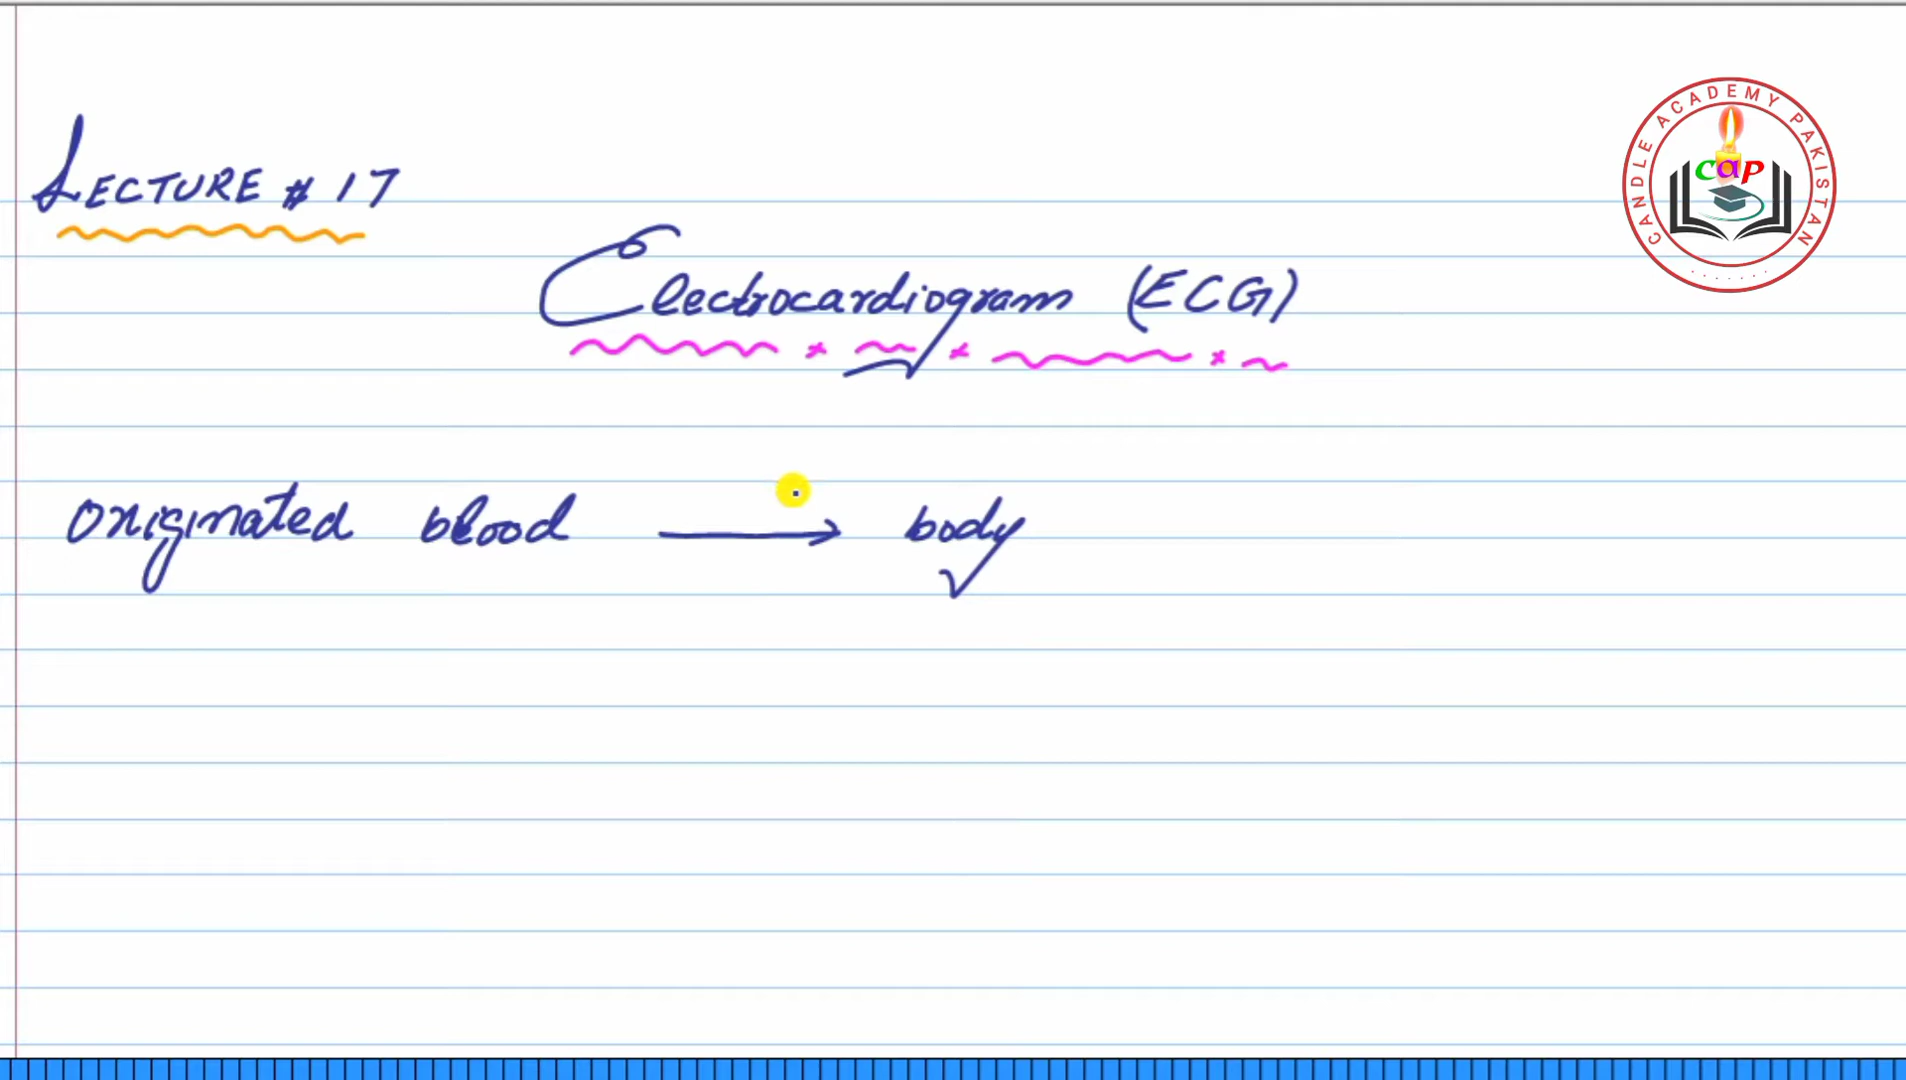 LECTURE # 17
Electrocardiogram (ECG)
Originated blood → body
CANDLE ACADEMY PAKISTAN
CAP